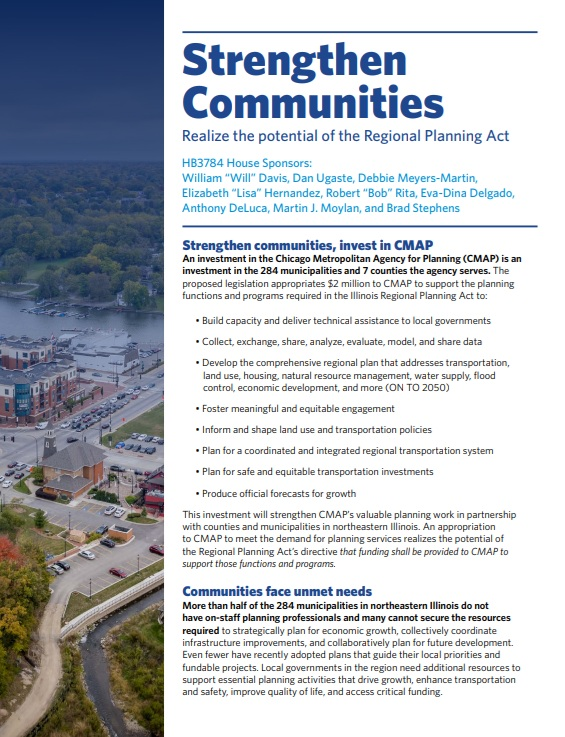 Strengthen
Communities
Realize the potential of the Regional Planning Act
HB3784 House Sponsors:
William “Will” Davis, Dan Ugaste, Debbie Meyers-Martin,
Elizabeth “Lisa” Hernandez, Robert “Bob” Rita, Eva-Dina Delgado,
Anthony DeLuca, Martin J. Moylan, and Brad Stephens
Strengthen communities, invest in CMAP
An investment in the Chicago Metropolitan Agency for Planning (CMAP) is an
investment in the 284 municipalities and 7 counties the agency serves. The
proposed legislation appropriates $2 million to CMAP to support the planning
functions and programs required in the Illinois Regional Planning Act to:
• Build capacity and deliver technical assistance to local governments
• Collect, exchange, share, analyze, evaluate, model, and share data
• Develop the comprehensive regional plan that addresses transportation,
land use, housing, natural resource management, water supply, flood
control, economic development, and more (ON TO 2050)
• Foster meaningful and equitable engagement
• Inform and shape land use and transportation policies
• Plan for a coordinated and integrated regional transportation system
• Plan for safe and equitable transportation investments
• Produce official forecasts for growth
This investment will strengthen CMAP’s valuable planning work in partnership
with counties and municipalities in northeastern Illinois. An appropriation
to CMAP to meet the demand for planning services realizes the potential of
the Regional Planning Act’s directive that funding shall be provided to CMAP to
support those functions and programs.
Communities face unmet needs
More than half of the 284 municipalities in northeastern Illinois do not
have on-staff planning professionals and many cannot secure the resources
required to strategically plan for economic growth, collectively coordinate
infrastructure improvements, and collaboratively plan for future development.
Even fewer have recently adopted plans that guide their local priorities and
fundable projects. Local governments in the region need additional resources to
support essential planning activities that drive growth, enhance transportation
and safety, improve quality of life, and access critical funding.